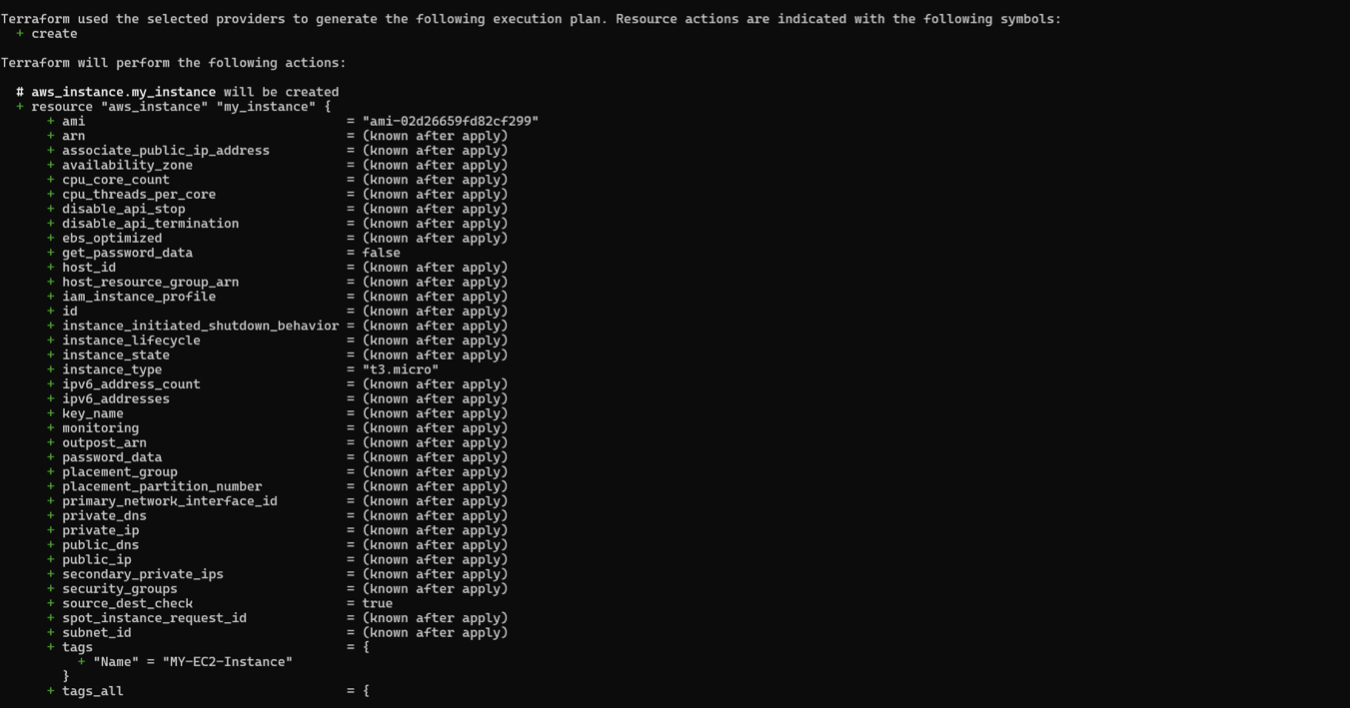 Terraform used the selected providers to generate the following execution plan. Resource actions are indicated with the following symbols:
  + create

Terraform will perform the following actions:

  # aws_instance.my_instance will be created
  + resource "aws_instance" "my_instance" {
      + ami                                  = "ami-02d26659fd82cf299"
      + arn                                  = (known after apply)
      + associate_public_ip_address          = (known after apply)
      + availability_zone                    = (known after apply)
      + cpu_core_count                       = (known after apply)
      + cpu_threads_per_core                 = (known after apply)
      + disable_api_stop                     = (known after apply)
      + disable_api_termination              = (known after apply)
      + ebs_optimized                        = (known after apply)
      + get_password_data                    = false
      + host_id                              = (known after apply)
      + host_resource_group_arn              = (known after apply)
      + iam_instance_profile                 = (known after apply)
      + id                                   = (known after apply)
      + instance_initiated_shutdown_behavior = (known after apply)
      + instance_lifecycle                   = (known after apply)
      + instance_state                       = (known after apply)
      + instance_type                        = "t3.micro"
      + ipv6_address_count                   = (known after apply)
      + ipv6_addresses                       = (known after apply)
      + key_name                             = (known after apply)
      + monitoring                           = (known after apply)
      + outpost_arn                          = (known after apply)
      + password_data                        = (known after apply)
      + placement_group                      = (known after apply)
      + placement_partition_number           = (known after apply)
      + primary_network_interface_id         = (known after apply)
      + private_dns                          = (known after apply)
      + private_ip                           = (known after apply)
      + public_dns                           = (known after apply)
      + public_ip                            = (known after apply)
      + secondary_private_ips                = (known after apply)
      + security_groups                      = (known after apply)
      + source_dest_check                    = true
      + spot_instance_request_id             = (known after apply)
      + subnet_id                            = (known after apply)
      + tags                                 = {
          + "Name" = "MY-EC2-Instance"
        }
      + tags_all                             = {